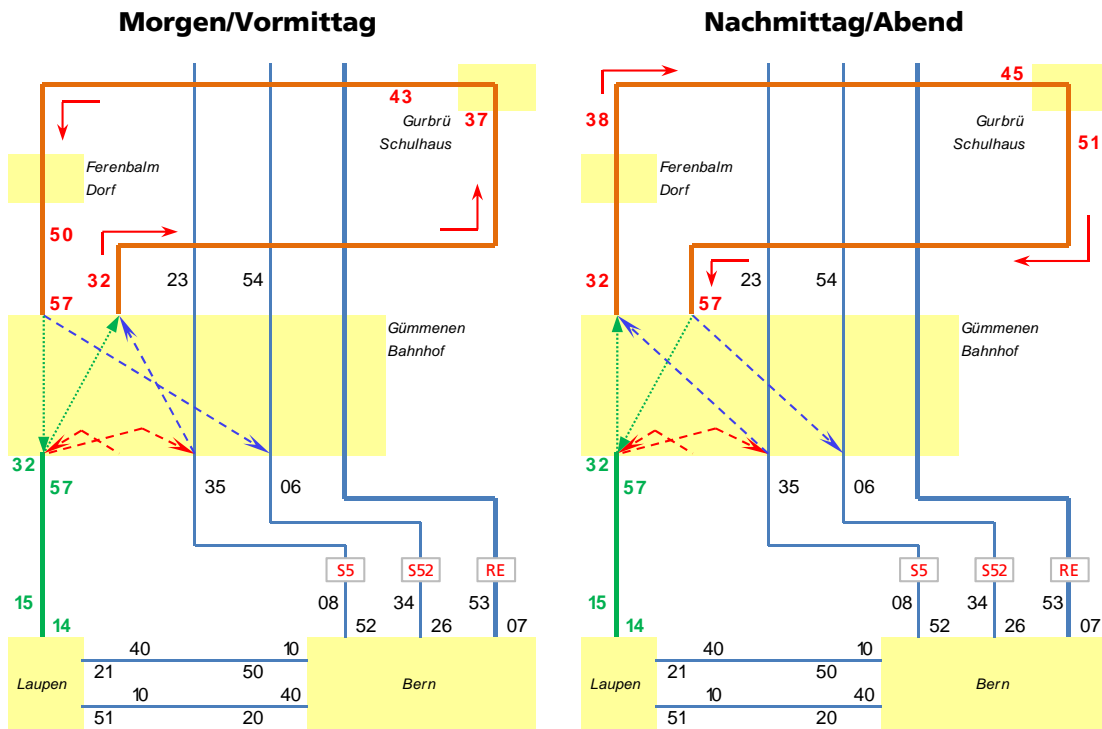 Morgen/Vormittag
43
37
Gurbrü
Schulhaus
Ferenbalm
Dorf
50
32
23
54
57
Gümmenen
Bahnhof
32
57
35
06
S5
S52
RE
15
08
34
53
14
52
26
07
40
10
21
50
Laupen
Bern
10
40
51
20
Nachmittag/Abend
45
38
Gurbrü
Schulhaus
51
Ferenbalm
Dorf
32
23
54
57
Gümmenen
Bahnhof
32
57
35
06
S5
S52
RE
15
08
34
53
14
52
26
07
40
10
21
50
Laupen
Bern
10
40
51
20